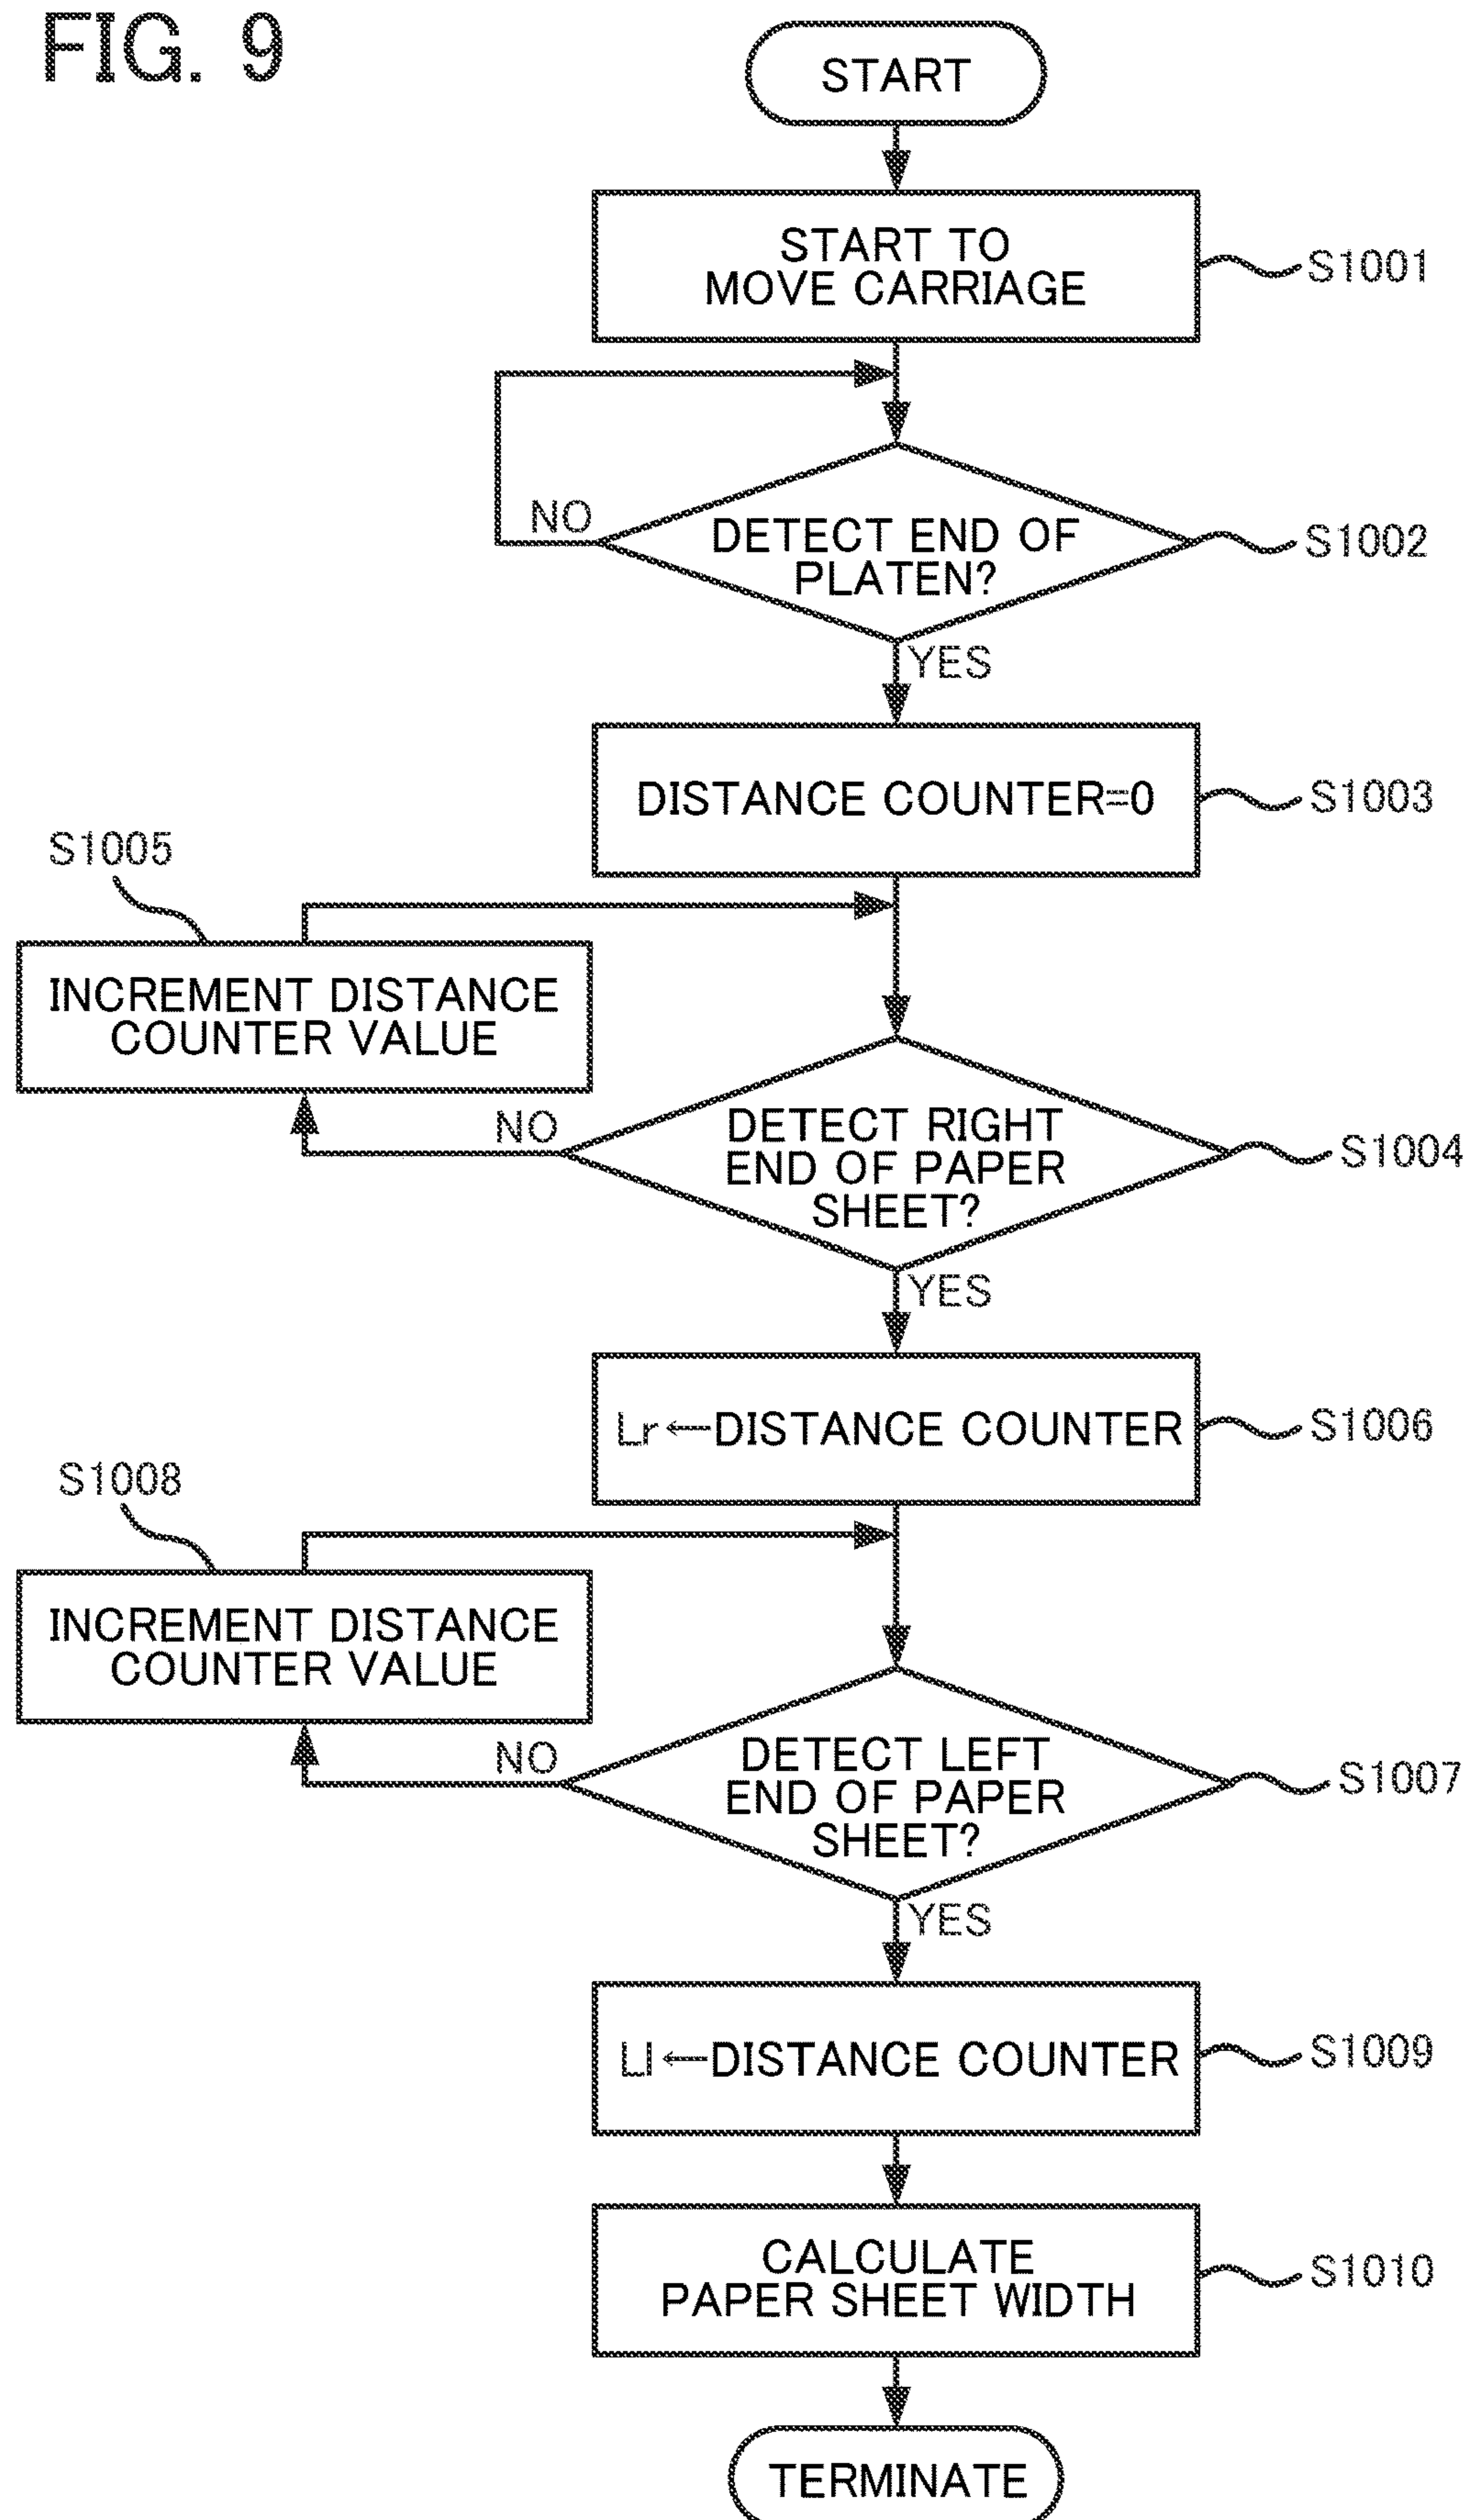 FIG. 9
START
START TO
MOVE CARRIAGE
S1001
NO
DETECT END OF
PLATEN?
S1002
YES
DISTANCE COUNTER=0
S1003
S1005
INCREMENT DISTANCE
COUNTER VALUE
NO
DETECT RIGHT
END OF PAPER
SHEET?
S1004
YES
Lr←DISTANCE COUNTER
S1006
S1008
INCREMENT DISTANCE
COUNTER VALUE
NO
DETECT LEFT
END OF PAPER
SHEET?
S1007
YES
Ll←DISTANCE COUNTER
S1009
CALCULATE
PAPER SHEET WIDTH
S1010
TERMINATE